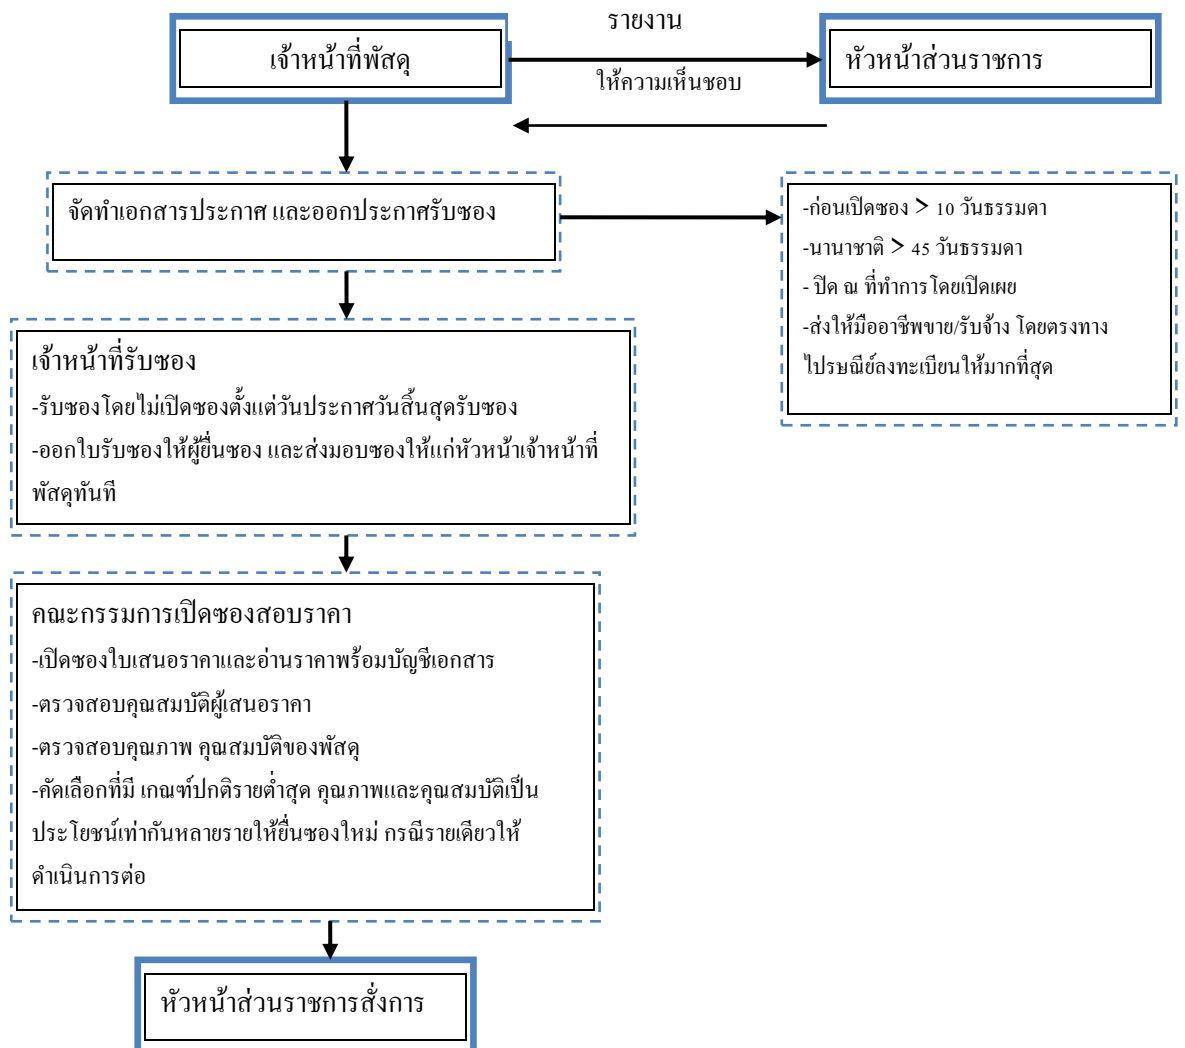 รายงาน
เจ้าหน้าที่พัสดุ
หัวหน้าส่วนราชการ
ให้ความเห็นชอบ
จัดทำเอกสารประกาศ และออกประกาศรับซอง
-ก่อนเปิดซอง > 10 วันธรรมดา
-นานาชาติ > 45 วันธรรมดา
- ปิด ณ ที่ทำการโดยเปิดเผย
-ส่งให้มืออาชีพขาย/รับจ้าง โดยตรงทาง
ไปรษณีย์ลงทะเบียนให้มากที่สุด
เจ้าหน้าที่รับซอง
-รับซองโดยไม่เปิดซองตั้งแต่วันประกาศวันสิ้นสุดรับซอง
-ออกใบรับซองให้ผู้ยื่นซอง และส่งมอบซองให้แก่หัวหน้าเจ้าหน้าที่
พัสดุทันที
คณะกรรมการเปิดซองสอบราคา
-เปิดซองใบเสนอราคาและอ่านราคาพร้อมบัญชีเอกสาร
-ตรวจสอบคุณสมบัติผู้เสนอราคา
-ตรวจสอบคุณภาพ คุณสมบัติของพัสดุ
-คัดเลือกที่มี เกณฑ์ปกติรายต่ำสุด คุณภาพและคุณสมบัติเป็น
ประโยชน์เท่ากันหลายรายให้ยื่นซองใหม่ กรณีรายเดียวให้
ดำเนินการต่อ
หัวหน้าส่วนราชการสั่งการ